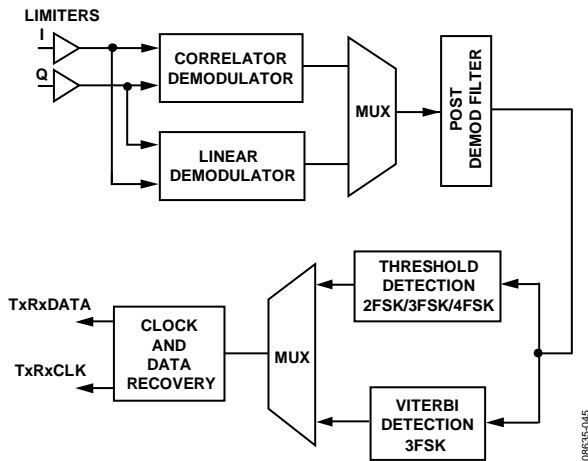 LIMITERS
I
Q
CORRELATOR
DEMODULATOR
LINEAR
DEMODULATOR
MUX
POST
DEMOD FILTER
THRESHOLD
DETECTION
2FSK/3FSK/4FSK
VITERBI
DETECTION
3FSK
MUX
CLOCK
AND
DATA
RECOVERY
TxRxDATA
TxRxCLK
08635-045